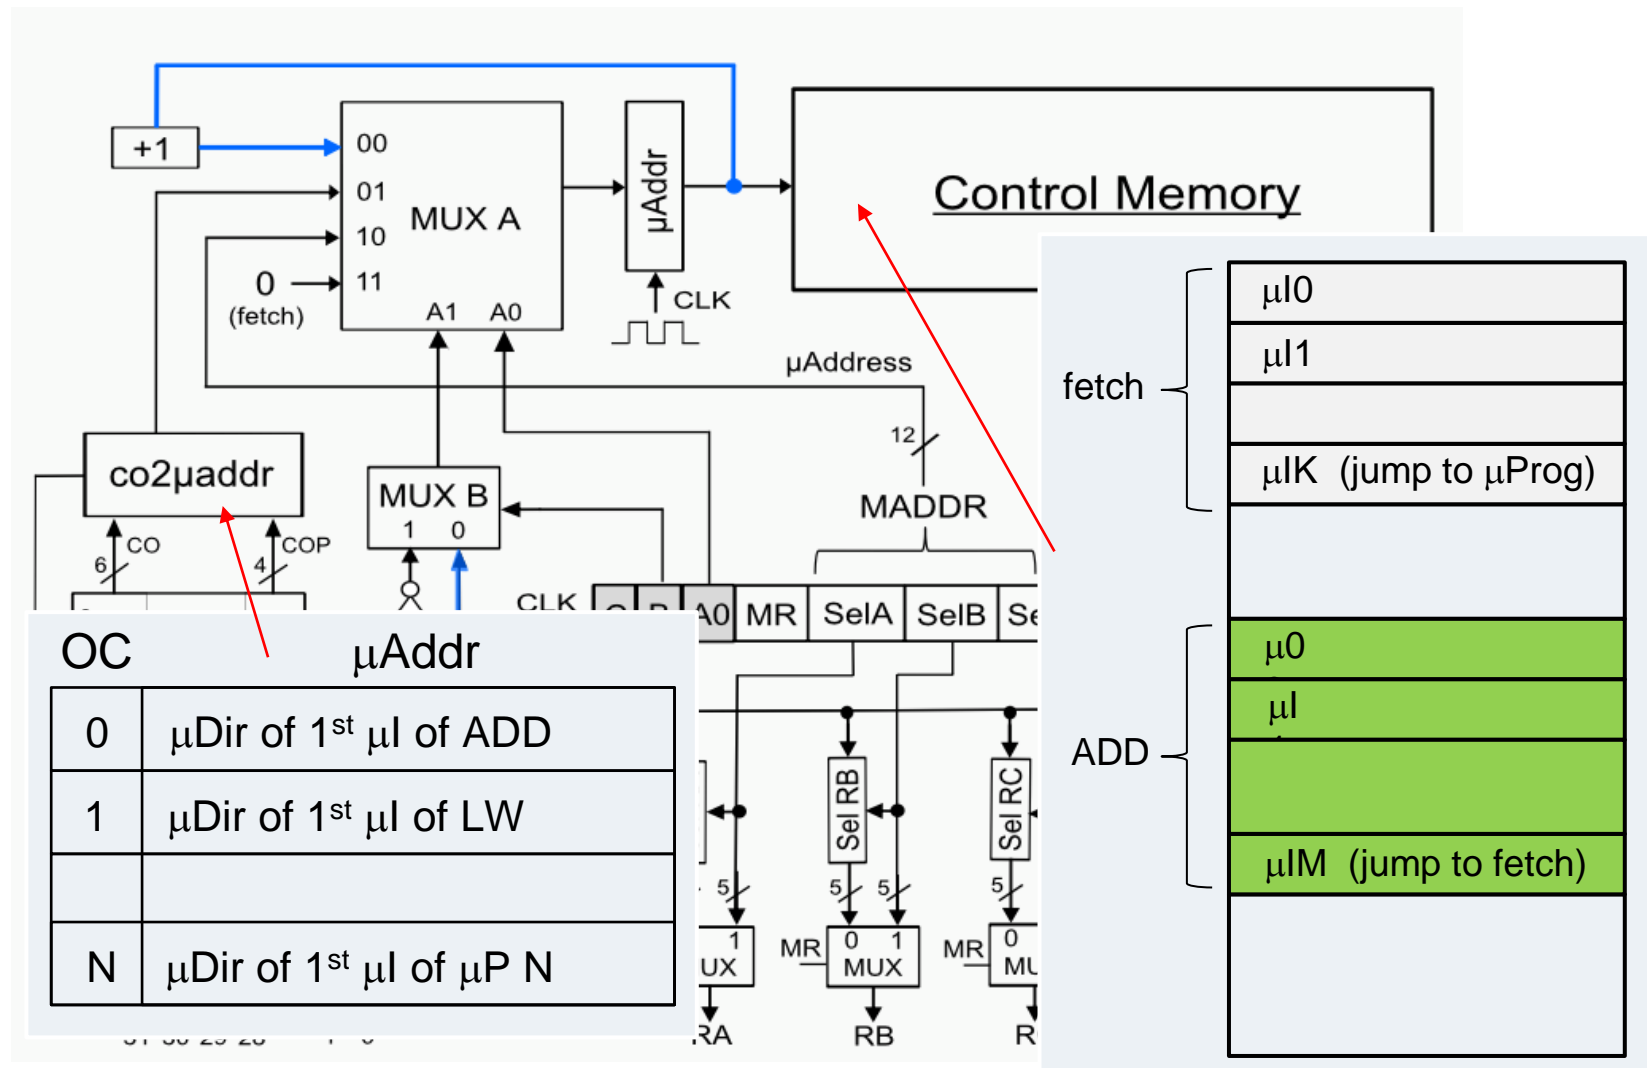 +1
00
01
10
11
MUX A
A1 A0
0
(fetch)
µAddr
CLK
Control Memory
µAddress
12
MADDR
co2µaddr
CO
COP
6
4
MUX B
1 0
CLK
A0 MR SelA SelB
OC µAddr
0 µDir of 1st µI of ADD
1 µDir of 1st µI of LW
N µDir of 1st µI of µP N
Sel RB
Sel RC
5
5
5
5
1
UX
MR
0 1
MUX
MR
0
RA
RB
fetch
µI0
µI1
µIK (jump to µProg)
ADD
µ0
µI
µIM (jump to fetch)